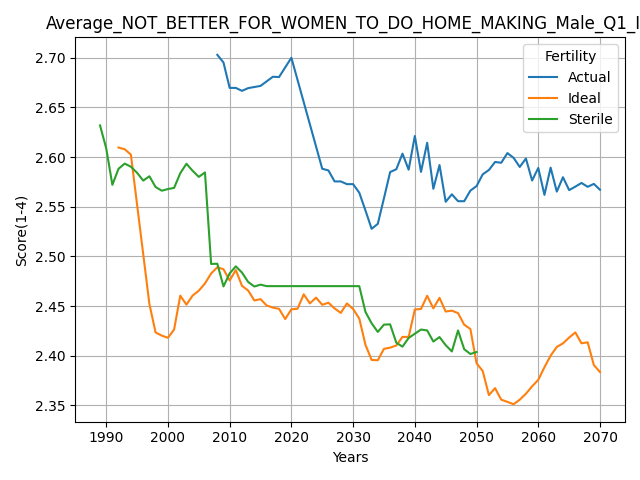 Average_NOT_BETTER_FOR_WOMEN_TO_DO_HOME_MAKING_Male_Q1_I
Fertility
Actual
Ideal
Sterile
Score(1-4)
2.70
2.65
2.60
2.55
2.50
2.45
2.40
2.35
1990 2000 2010 2020 2030 2040 2050 2060 2070
Years